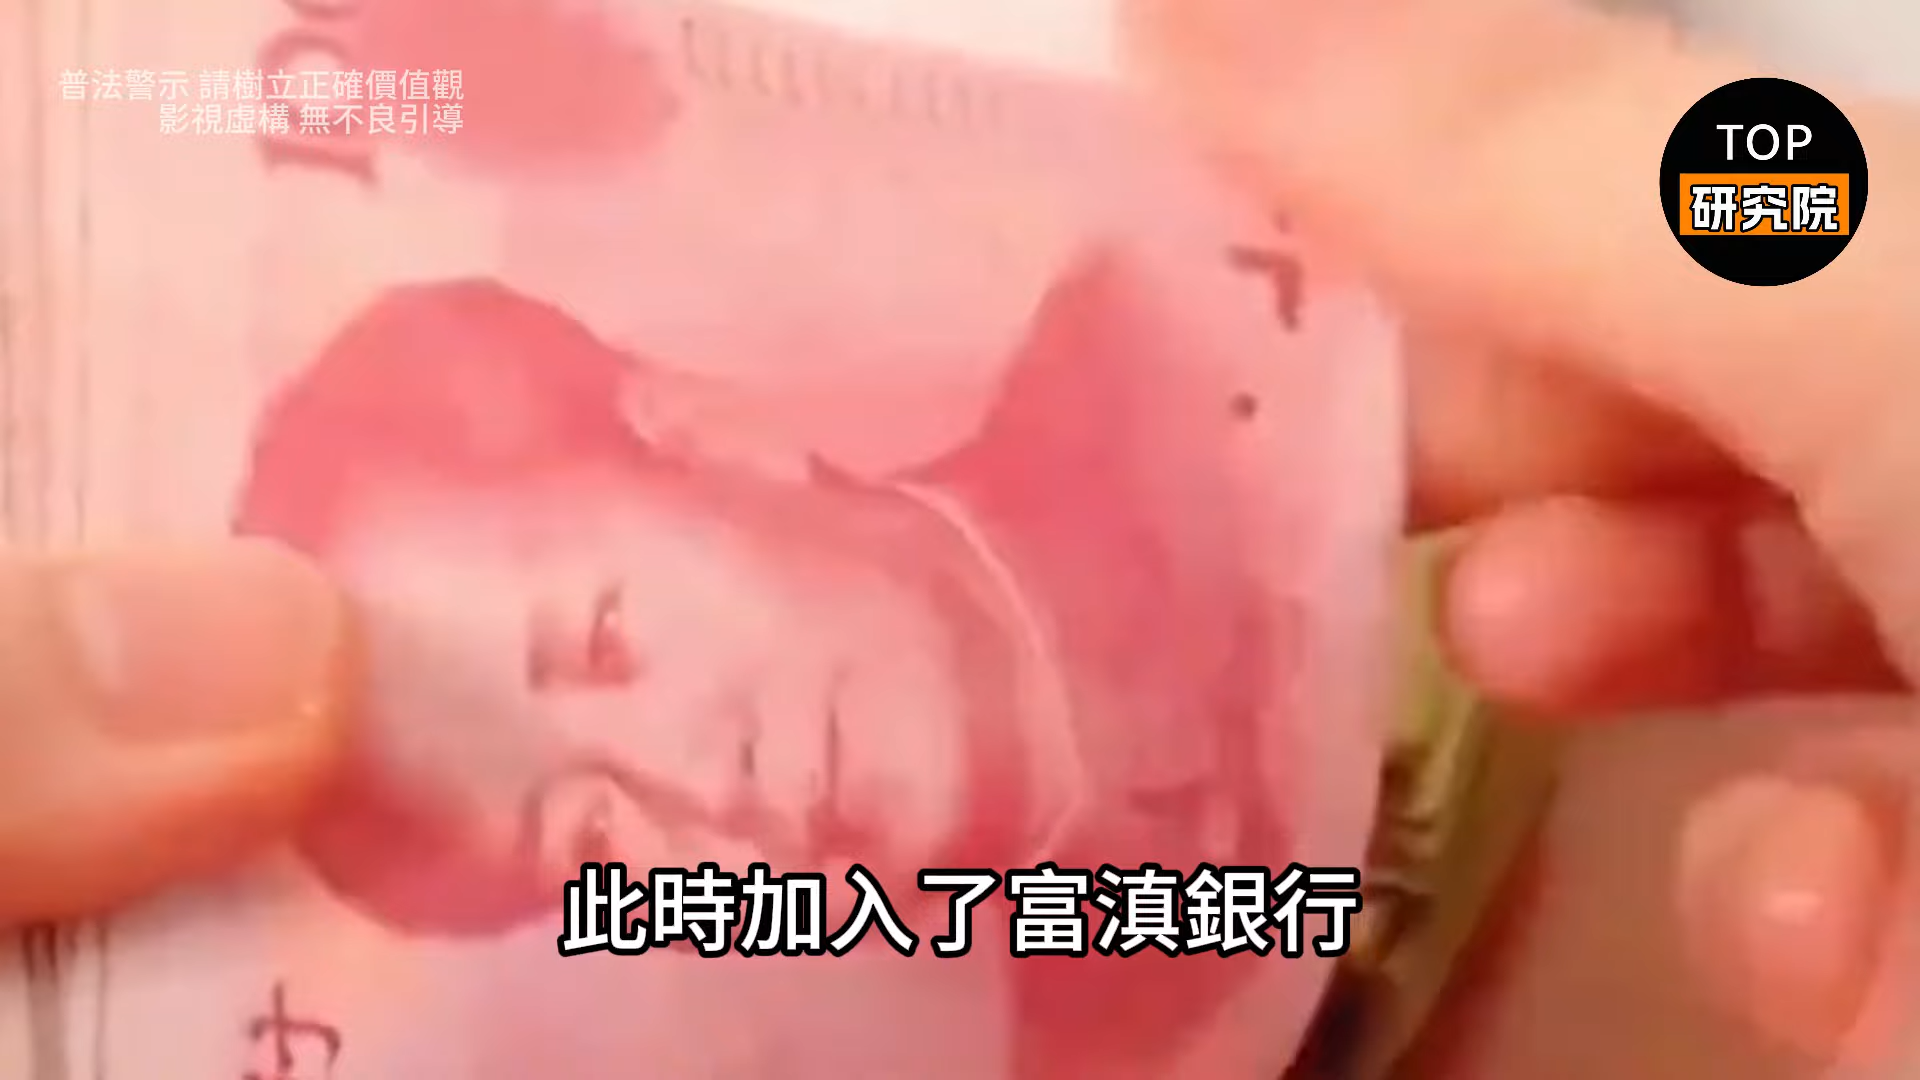 普法警示 請樹立正確價值觀
影視虛構 無不良引導
TOP
研究院
此時加入了富滇銀行